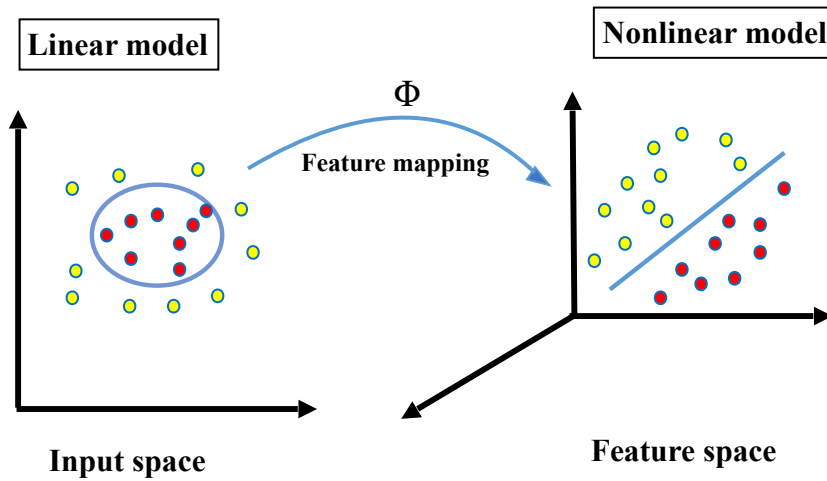 Linear model
Nonlinear model
Φ
Feature mapping
Input space
Feature space